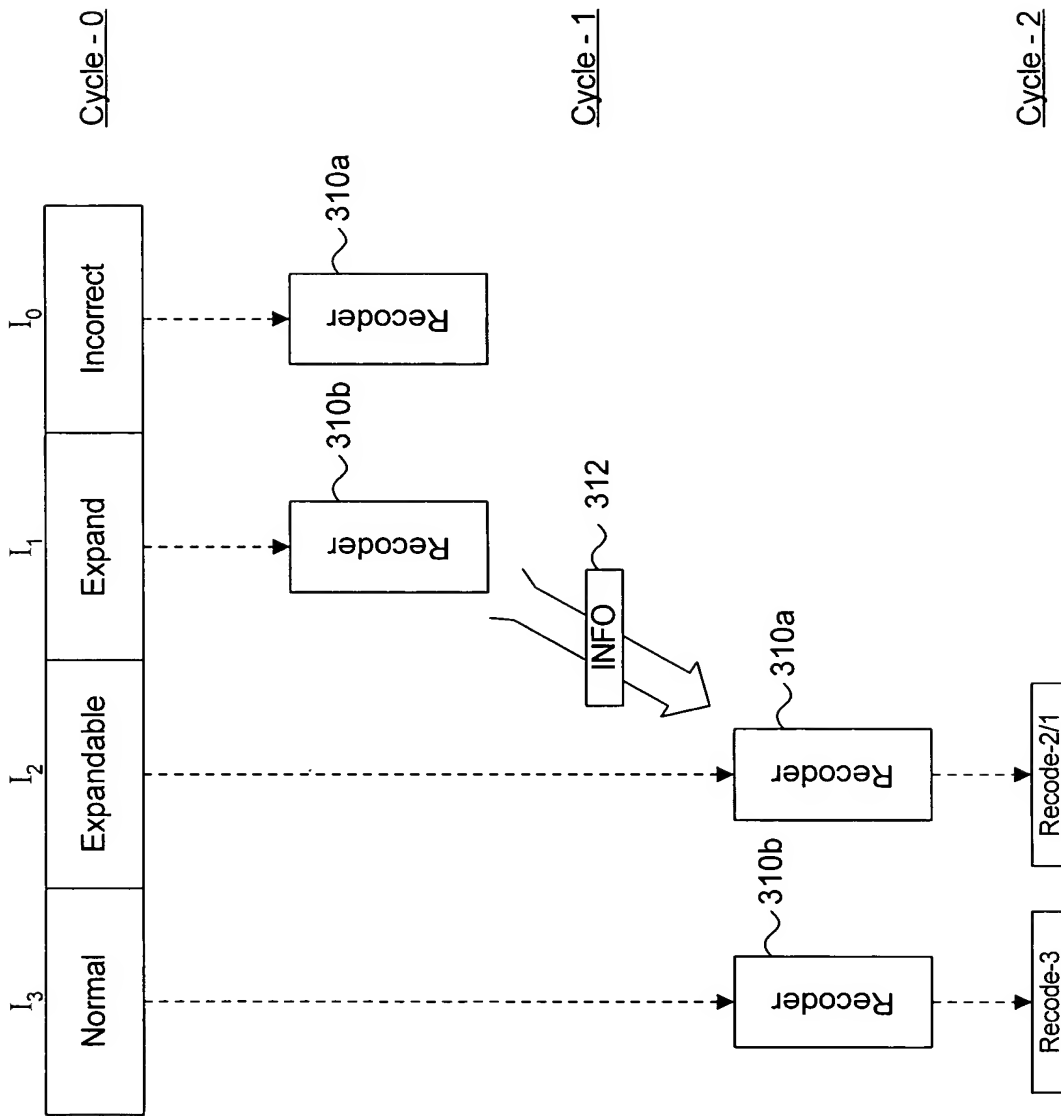 I3 I2 I1 I0
Normal Expandable Expand Incorrect
Cycle - 0
310b 310a
Recoder Recoder
312
INFO
Cycle - 1
310b 310a
Recoder Recoder
Recode-3 Recode-2/1
Cycle - 2